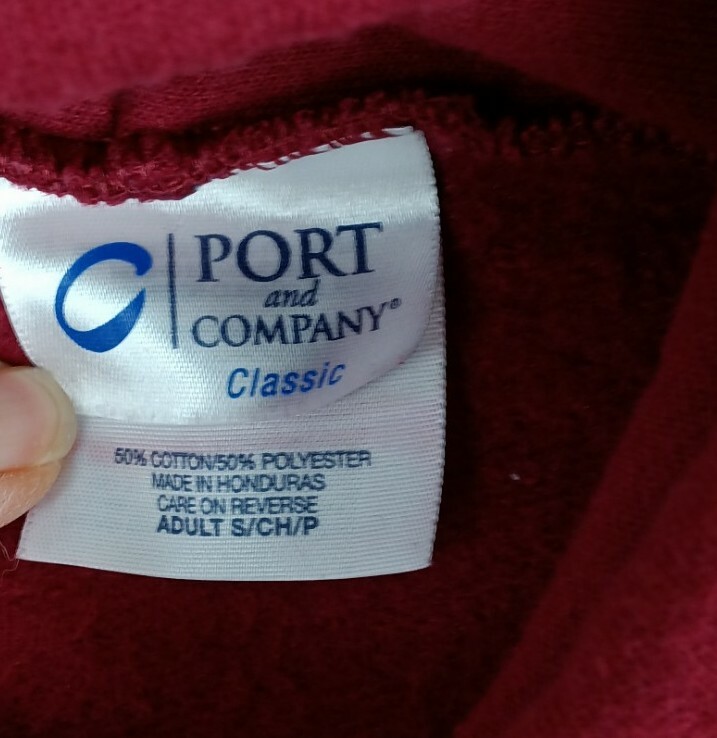 PORT
and
COMPANY®
Classic
50% COTTON/50% POLYESTER
MADE IN HONDURAS
CARE ON REVERSE
ADULT S/CH/P